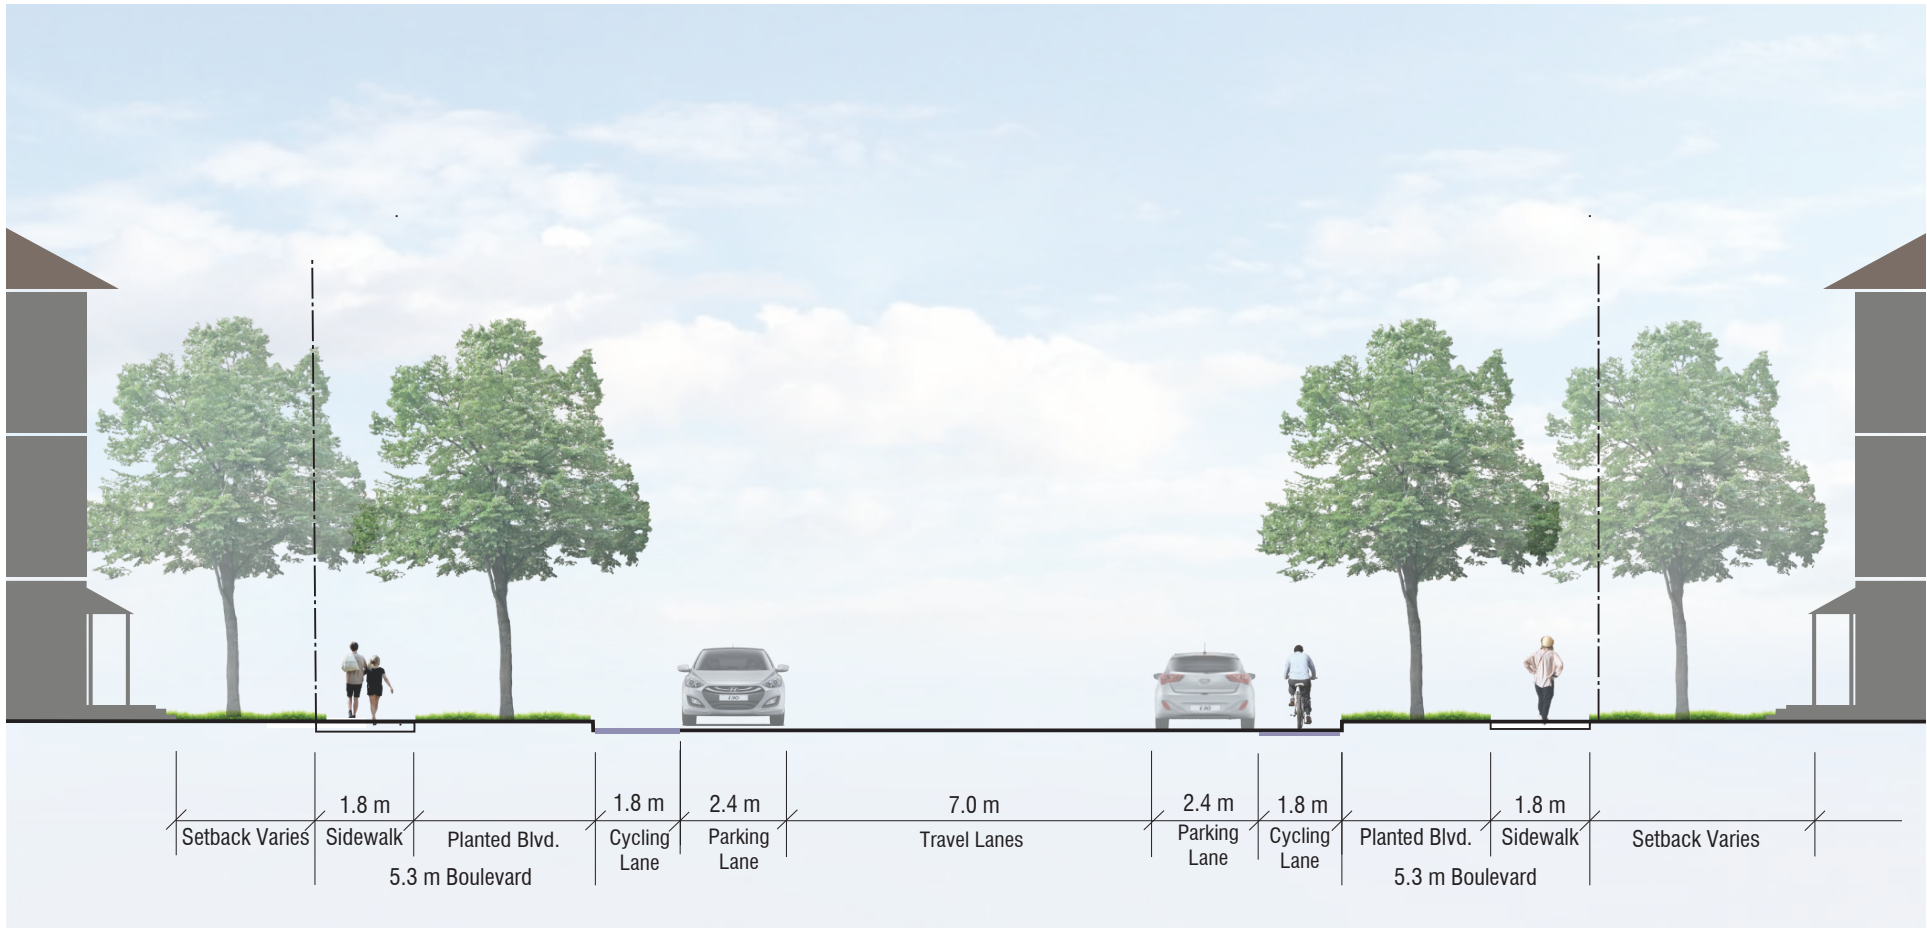 1.8 m
1.8 m
2.4 m
7.0 m
2.4 m
1.8 m
1.8 m
Setback Varies
Sidewalk
Planted Blvd.
Cycling
Lane
Parking
Lane
Travel Lanes
Parking
Lane
Cycling
Lane
Planted Blvd.
Sidewalk
Setback Varies
5.3 m Boulevard
5.3 m Boulevard